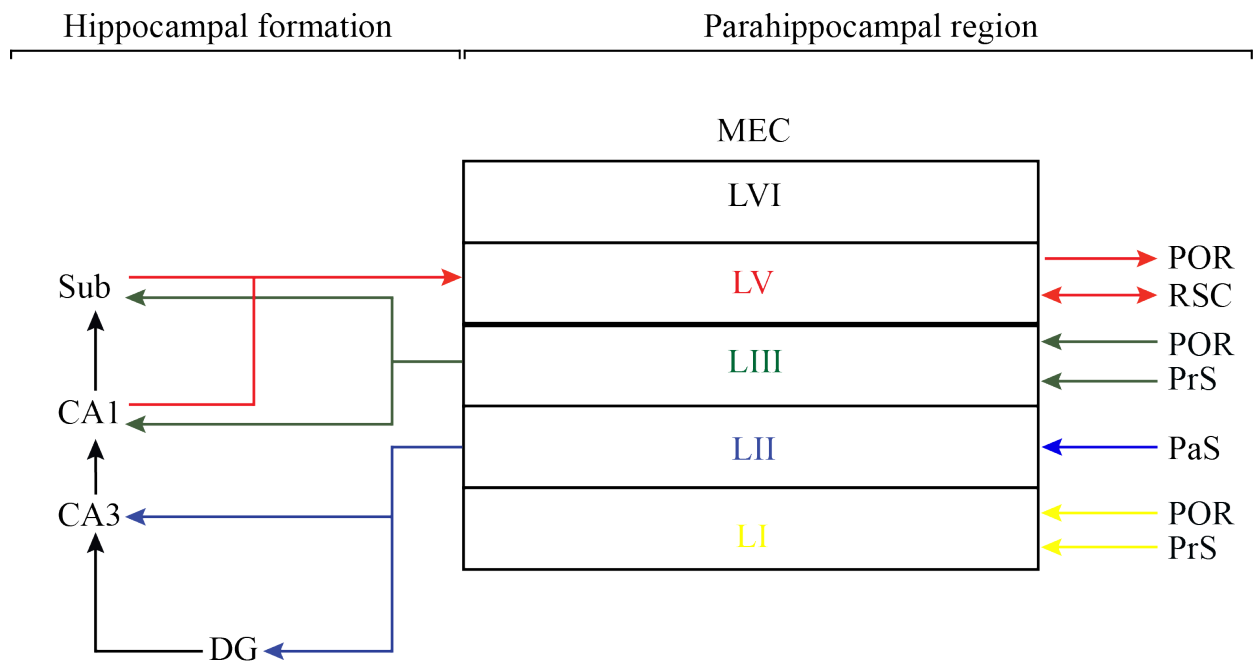 Hippocampal formation
Parahippocampal region
MEC
LVI
LV
LIII
LII
LI
Sub
CA1
CA3
DG
POR
RSC
POR
PrS
PaS
POR
PrS